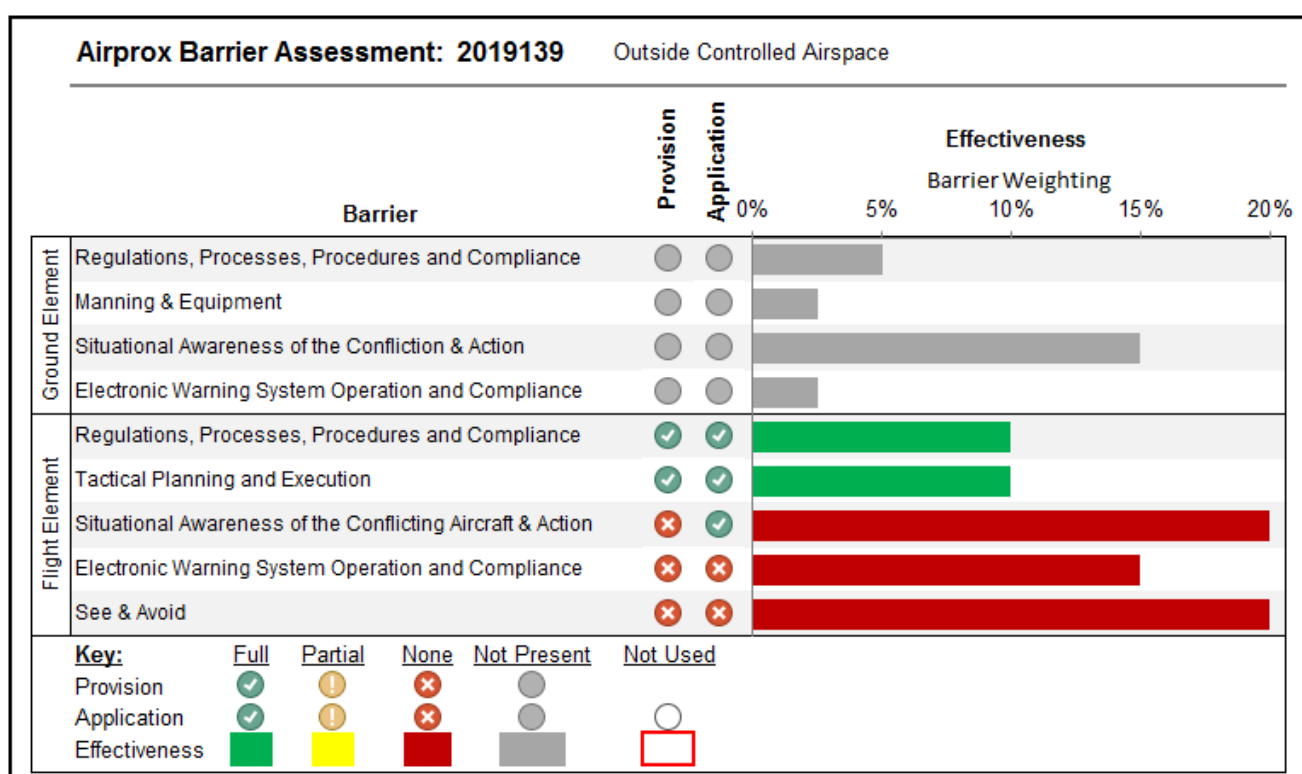 Airprox Barrier Assessment: 2019139 Outside Controlled Airspace
Provision
Application
Effectiveness
Barrier Weighting
Barrier
0% 5% 10% 15% 20%
Ground Element
Regulations, Processes, Procedures and Compliance
Manning & Equipment
Situational Awareness of the Confliction & Action
Electronic Warning System Operation and Compliance
Flight Element
Regulations, Processes, Procedures and Compliance
Tactical Planning and Execution
Situational Awareness of the Conflicting Aircraft & Action
Electronic Warning System Operation and Compliance
See & Avoid
Key: Full Partial None Not Present Not Used
Provision
Application
Effectiveness